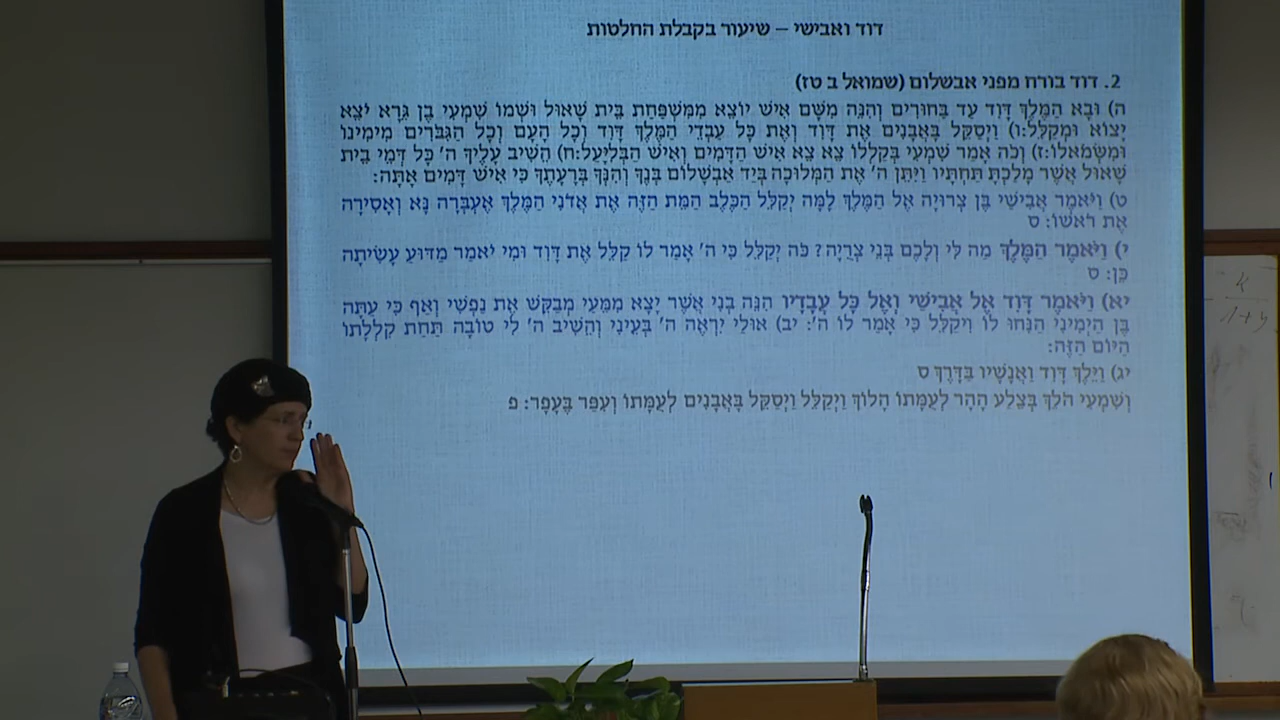 דוד ואבישי – שיעור בקבלת החלטות
2. דוד בורח מפני אבשלום (שמואל ב טז)
ה) וּבָא הַמֶּלֶךְ דָּוִד עַד בַּחוּרִים וְהִנֵּה מִשָּׁם אִישׁ יוֹצֵא מִמִּשְׁפַּחַת בֵּית שָׁאוּל וּשְׁמוֹ שִׁמְעִי בֶן גֵּרָא יֹצֵא
יָצוֹא וּמְקַלֵּל:ו) וַיְסַקֵּל בָּאֲבָנִים אֶת דָּוִד וְאֶת כָּל עַבְדֵי הַמֶּלֶךְ דָּוִד וְכָל הָעָם וְכָל הַגִּבֹּרִים מִימִינוֹ
וּמִשְּׂמֹאלוֹ:ז) וְכֹה אָמַר שִׁמְעִי בְּקַלְלוֹ צֵא צֵא אִישׁ הַדָּמִים וְאִישׁ הַבְּלִיָּעַל:ח) הֵשִׁיב עָלֶיךָ ה' כֹּל דְּמֵי בֵית
שָׁאוּל אֲשֶׁר מָלַכְתָּ תַּחְתָּיו וַיִּתֵּן ה' אֶת הַמְּלוּכָה בְּיַד אַבְשָׁלוֹם בְּנֶךָ וְהִנְּךָ בְּרָעָתֶךָ כִּי אִישׁ דָּמִים אָתָּה:
ט) וַיֹּאמֶר אֲבִישַׁי בֶּן צְרוּיָה אֶל הַמֶּלֶךְ לָמָּה יְקַלֵּל הַכֶּלֶב הַמֵּת הַזֶּה אֶת אֲדֹנִי הַמֶּלֶךְ אֶעְבְּרָה נָּא וְאָסִירָה
אֶת רֹאשׁוֹ: ס
י) וַיֹּאמֶר הַמֶּלֶךְ מַה לִּי וְלָכֶם בְּנֵי צְרֻיָה? כֹּה יְקַלֵּל כִּי ה' אָמַר לוֹ קַלֵּל אֶת דָּוִד וּמִי יֹאמַר מַדּוּעַ עָשִׂיתָה
כֵּן: ס
יא) וַיֹּאמֶר דָּוִד אֶל אֲבִישַׁי וְאֶל כָּל עֲבָדָיו הִנֵּה בְנִי אֲשֶׁר יָצָא מִמֵּעַי מְבַקֵּשׁ אֶת נַפְשִׁי וְאַף כִּי עַתָּה
בֶּן הַיְמִינִי הַנִּחוּ לוֹ וִיקַלֵּל כִּי אָמַר לוֹ ה': יב) אוּלַי יִרְאֶה ה' בְּעֵינִי וְהֵשִׁיב ה' לִי טוֹבָה תַּחַת קִלְלָתוֹ
הַיּוֹם הַזֶּה:
יג) וַיֵּלֶךְ דָּוִד וַאֲנָשָׁיו בַּדָּרֶךְ ס
וְשִׁמְעִי הֹלֵךְ בְּצֵלַע הָהָר לְעֻמָּתוֹ הָלוֹךְ וַיְקַלֵּל וַיְסַקֵּל בָּאֲבָנִים לְעֻמָּתוֹ וְעִפַּר בֶּעָפָר: פ